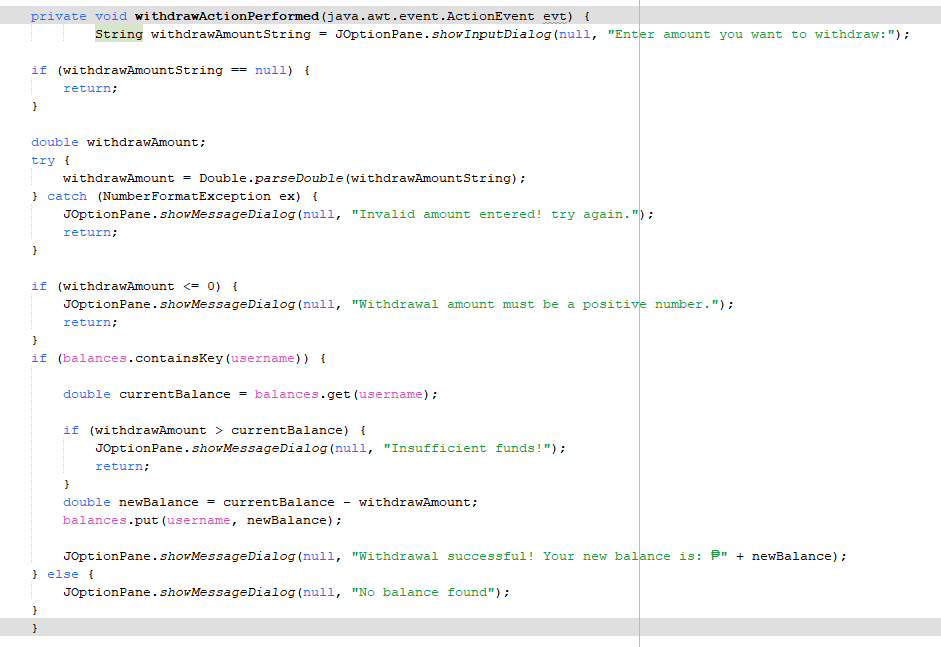 private void withdrawActionPerformed(java.awt.event.ActionEvent evt) {
String withdrawAmountString = JOptionPane.showInputDialog(null, "Enter amount you want to withdraw:");
if (withdrawAmountString == null) {
return;
}
double withdrawAmount;
try {
withdrawAmount = Double.parseDouble(withdrawAmountString);
} catch (NumberFormatException ex) {
JOptionPane.showMessageDialog(null, "Invalid amount entered! try again.");
return;
}
if (withdrawAmount <= 0) {
JOptionPane.showMessageDialog(null, "Withdrawal amount must be a positive number.");
return;
}
if (balances.containsKey(username)) {
double currentBalance = balances.get(username);
if (withdrawAmount > currentBalance) {
JOptionPane.showMessageDialog(null, "Insufficient funds!");
return;
}
double newBalance = currentBalance - withdrawAmount;
balances.put(username, newBalance);
JOptionPane.showMessageDialog(null, "Withdrawal successful! Your new balance is: ₱" + newBalance);
} else {
JOptionPane.showMessageDialog(null, "No balance found");
}
}